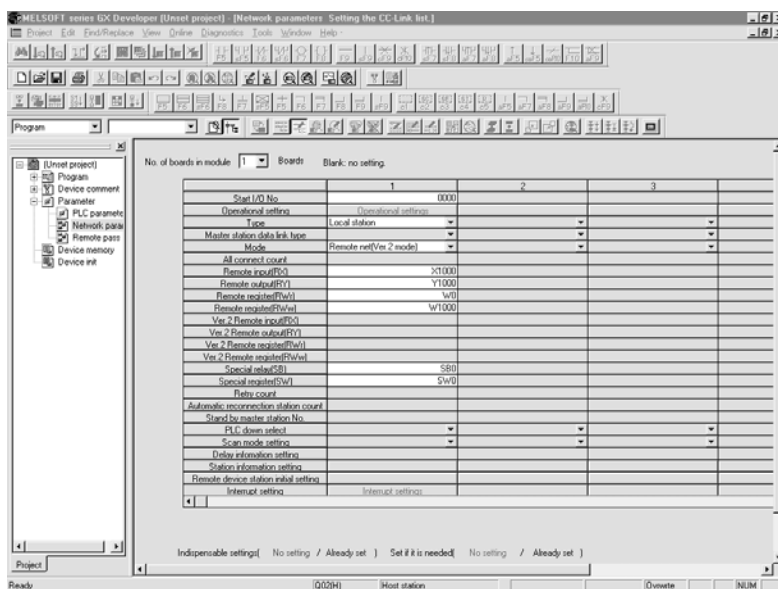 MELSOFT series GX Developer (Unset project) - [Network parameters Setting the CC-Link list.]
Project Edit Find/Replace View Online Diagnostics Tools Window Help
Program
No. of boards in module 1 Boards Blank: no setting.
(Unset project)
Program
Device comment
Parameter
PLC paramete
Network parar
Remote pass
Device memory
Device init
1 2 3
Start I/O No 0000
Operational setting Operational settings
Type Local station
Master station data link type
Mode Remote net(Ver.2 mode)
All connect count
Remote input(RX) X1000
Remote output(RY) Y1000
Remote register(RWr) W0
Remote register(RWw) W1000
Ver.2 Remote input(RX)
Ver.2 Remote output(RY)
Ver.2 Remote register(RWr)
Ver.2 Remote register(RWw)
Special relay(SB) SB0
Special register(SW) SW0
Retry count
Automatic reconnection station count
Stand by master station No.
PLC down select
Scan mode setting
Delay infomation setting
Station infomation setting
Remote device station initial setting
Interrupt setting Interrupt settings
Indispensable settings( No setting / Already set ) Set if it is needed( No setting / Already set )
Project
Ready Q02(H) Host station Ovrwrte NUM